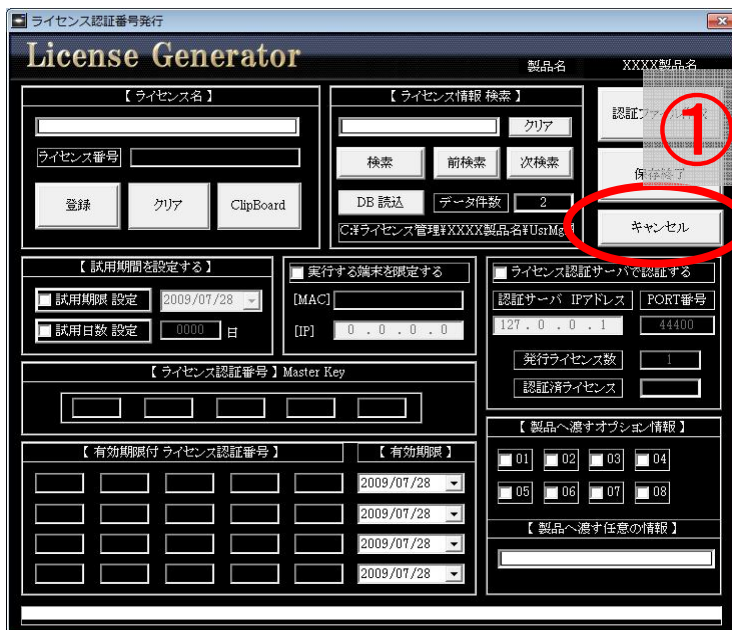 ライセンス認証番号発行
License Generator
製品名 XXXX製品名
【 ライセンス名 】
ライセンス番号
登録 クリア ClipBoard
【 ライセンス情報 検索 】
クリア
検索 前検索 次検索
DB 読込 データ件数 2
C:¥ライセンス管理¥XXXX製品名¥UsrMg
認証ファイル
①
保存終了
キャンセル
【 試用期間を設定する 】
試用期限 設定 2009/07/28
試用日数 設定 0000 日
実行する端末を限定する
[MAC]
[IP] 0 . 0 . 0 . 0
ライセンス認証サーバで認証する
認証サーバ IPアドレス PORT番号
127 . 0 . 0 . 1 44400
発行ライセンス数 1
認証済ライセンス
【 ライセンス認証番号 】Master Key
【 有効期限付 ライセンス認証番号 】 【 有効期限 】
2009/07/28
2009/07/28
2009/07/28
2009/07/28
【 製品へ渡すオプション情報 】
01 02 03 04
05 06 07 08
【 製品へ渡す任意の情報 】